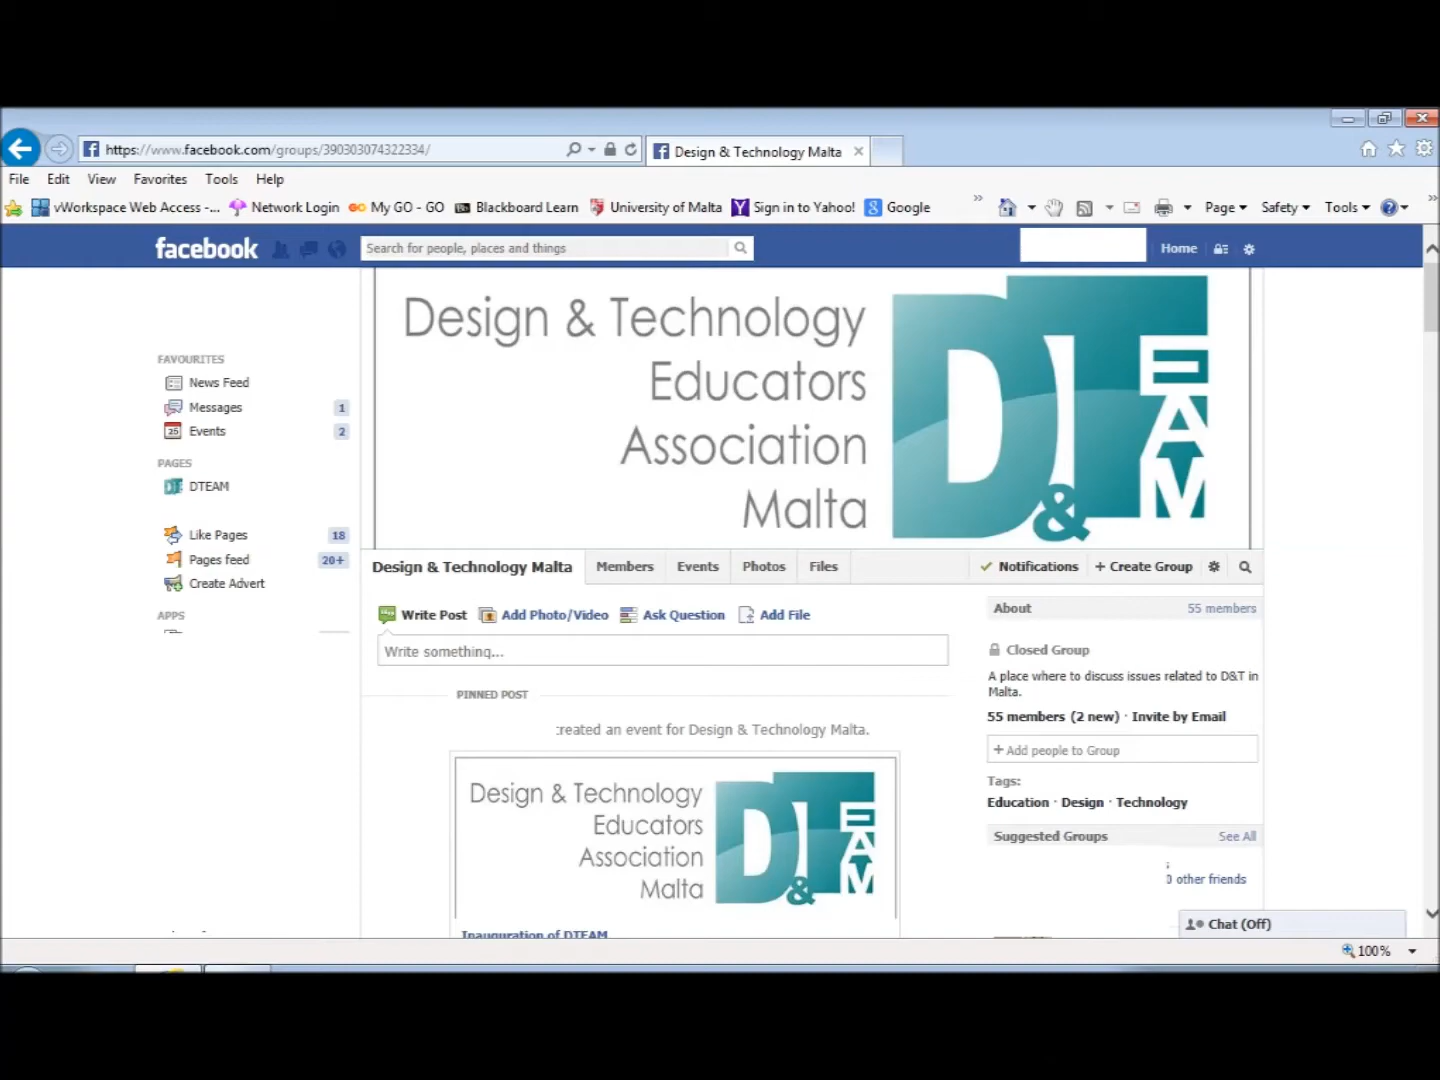 https://www.facebook.com/groups/390303074322334/
Design & Technology Malta
File Edit View Favorites Tools Help
vWorkspace Web Access -... Network Login My GO - GO Blackboard Learn University of Malta Sign in to Yahoo! Google Page Safety Tools
facebook Search for people, places and things Home
Design & Technology
Educators
Association
Malta
D&TEAM
FAVOURITES
News Feed
Messages 1
Events 2
PAGES
DTEAM
Like Pages 18
Pages feed 20+
Create Advert
APPS
Design & Technology Malta Members Events Photos Files Notifications + Create Group
Write Post Add Photo/Video Ask Question Add File
Write something...
PINNED POST
created an event for Design & Technology Malta.
Design & Technology
Educators
Association
Malta
D&TEAM
Inauguration of DTEAM
About 55 members
Closed Group
A place where to discuss issues related to D&T in
Malta.
55 members (2 new) · Invite by Email
+ Add people to Group
Tags:
Education · Design · Technology
Suggested Groups See All
other friends
Chat (Off)
100%